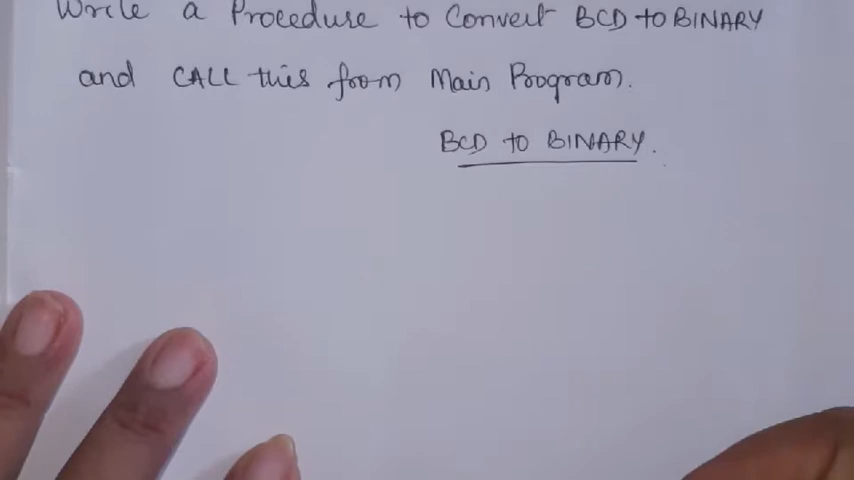 Write a Procedure to Convert BCD to BINARY
and CALL this from Main Program.
BCD to BINARY.